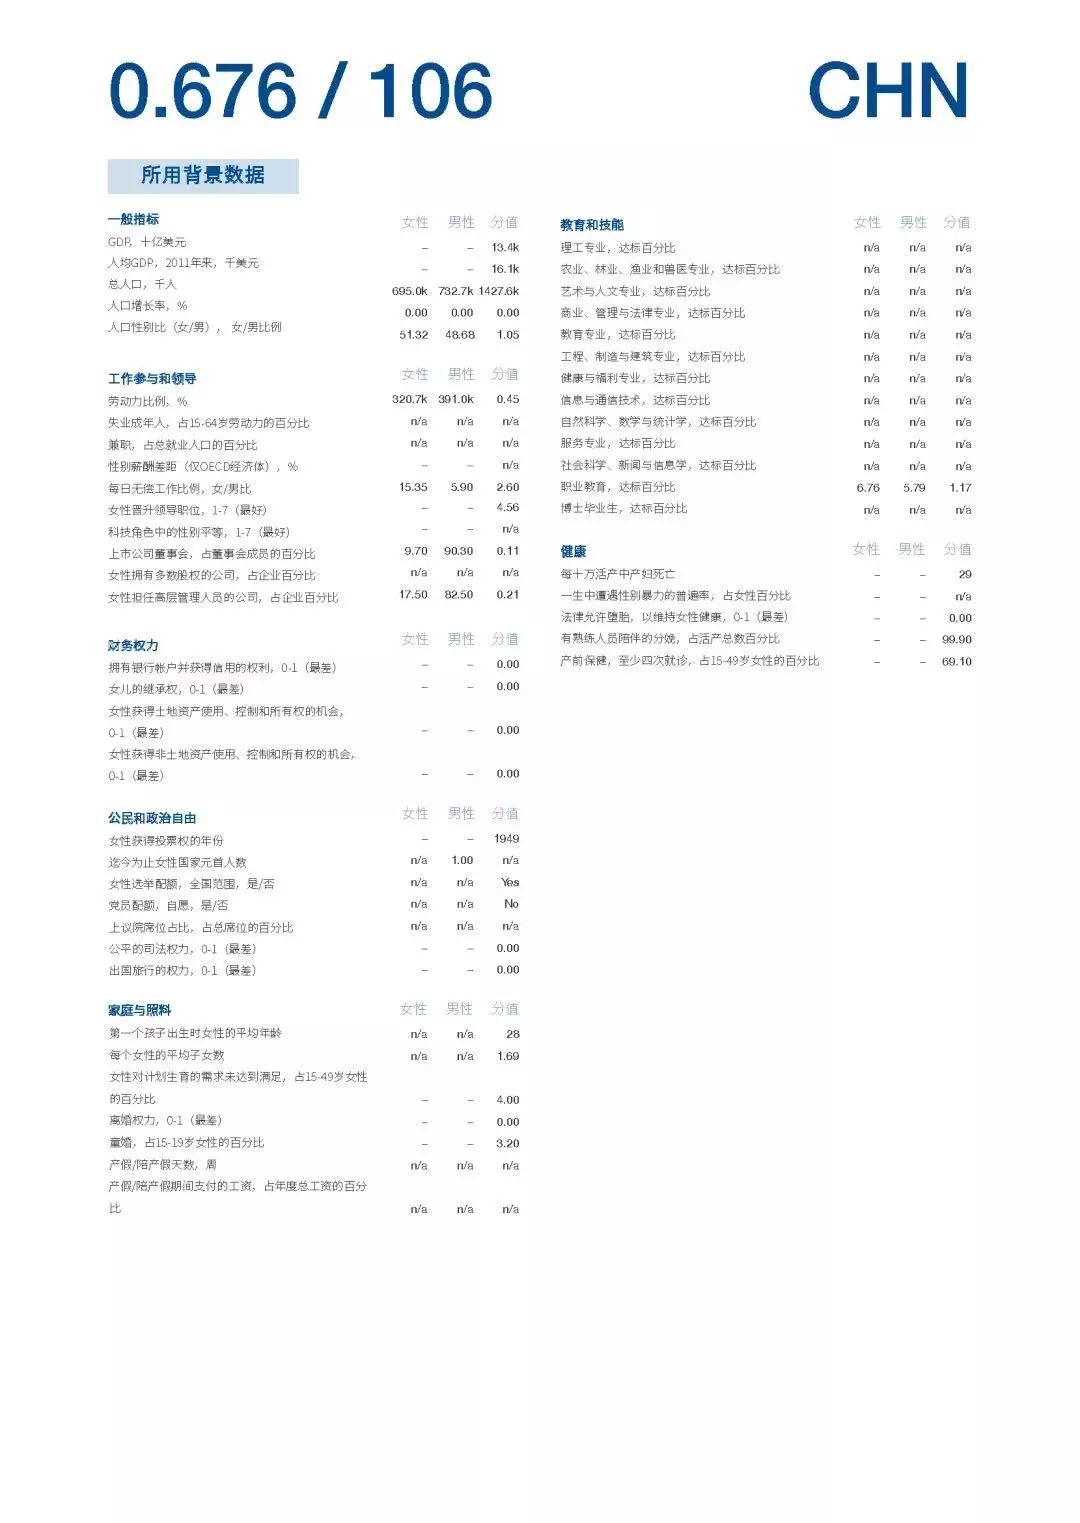 0.676 / 106 CHN
所用背景数据
一般指标 女性 男性 分值
GDP，十亿美元 – – 13.4k
人均GDP，2011年来，千美元 – – 16.1k
总人口，千人 695.0k 732.7k 1427.6k
人口增长率，% 0.00 0.00 0.00
人口性别比（女/男），女/男比例 51.32 48.68 1.05
工作参与和领导 女性 男性 分值
劳动力比例，% 320.7k 391.0k 0.45
失业成年人，占15-64岁劳动力的百分比 n/a n/a n/a
兼职，占总就业人口的百分比 n/a n/a n/a
性别薪酬差距（仅OECD经济体），% – – n/a
每日无偿工作比例，女/男比 15.35 5.90 2.60
女性晋升领导职位，1-7（最好） – – 4.56
科技角色中的性别平等，1-7（最好） – – n/a
上市公司董事会，占董事会成员的百分比 9.70 90.30 0.11
女性拥有多数股权的公司，占企业百分比 n/a n/a n/a
女性担任高层管理人员的公司，占企业百分比 17.50 82.50 0.21
财务权力 女性 男性 分值
拥有银行帐户并获得信用的权利，0-1（最差） – – 0.00
女儿的继承权，0-1（最差） – – 0.00
女性获得土地资产使用、控制和所有权的机会，
0-1（最差） – – 0.00
女性获得非土地资产使用、控制和所有权的机会，
0-1（最差） – – 0.00
公民和政治自由 女性 男性 分值
女性获得投票权的年份 – – 1949
迄今为止女性国家元首人数 n/a 1.00 n/a
女性选举配额，全国范围，是/否 n/a n/a Yes
党员配额，自愿，是/否 n/a n/a No
上议院席位占比，占总席位的百分比 n/a n/a n/a
公平的司法权力，0-1（最差） – – 0.00
出国旅行的权力，0-1（最差） – – 0.00
家庭与照料 女性 男性 分值
第一个孩子出生时女性的平均年龄 n/a n/a 28
每个女性的平均子女数 n/a n/a 1.69
女性对计划生育的需求未达到满足，占15-49岁女性
的百分比 – – 4.00
离婚权力，0-1（最差） – – 0.00
童婚，占15-19岁女性的百分比 – – 3.20
产假/陪产假天数，周 n/a n/a n/a
产假/陪产假期间支付的工资，占年度总工资的百分
比 n/a n/a n/a
教育和技能 女性 男性 分值
理工专业，达标百分比 n/a n/a n/a
农业、林业、渔业和兽医专业，达标百分比 n/a n/a n/a
艺术与人文专业，达标百分比 n/a n/a n/a
商业、管理与法律专业，达标百分比 n/a n/a n/a
教育专业，达标百分比 n/a n/a n/a
工程、制造与建筑专业，达标百分比 n/a n/a n/a
健康与福利专业，达标百分比 n/a n/a n/a
信息与通信技术，达标百分比 n/a n/a n/a
自然科学、数学与统计学，达标百分比 n/a n/a n/a
服务专业，达标百分比 n/a n/a n/a
社会科学、新闻与信息学，达标百分比 n/a n/a n/a
职业教育，达标百分比 6.76 5.79 1.17
博士毕业生，达标百分比 n/a n/a n/a
健康 女性 男性 分值
每十万活产中产妇死亡 – – 29
一生中遭遇性别暴力的普遍率，占女性百分比 – – n/a
法律允许堕胎，以维持女性健康，0-1（最差） – – 0.00
有熟练人员陪伴的分娩，占活产总数百分比 – – 99.90
产前保健，至少四次就诊，占15-49岁女性的百分比 – – 69.10